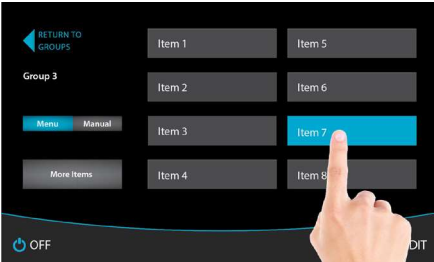 RETURN TO
GROUPS
Group 3
Menu Manual
More Items
Item 1
Item 2
Item 3
Item 4
Item 5
Item 6
Item 7
Item 8
OFF